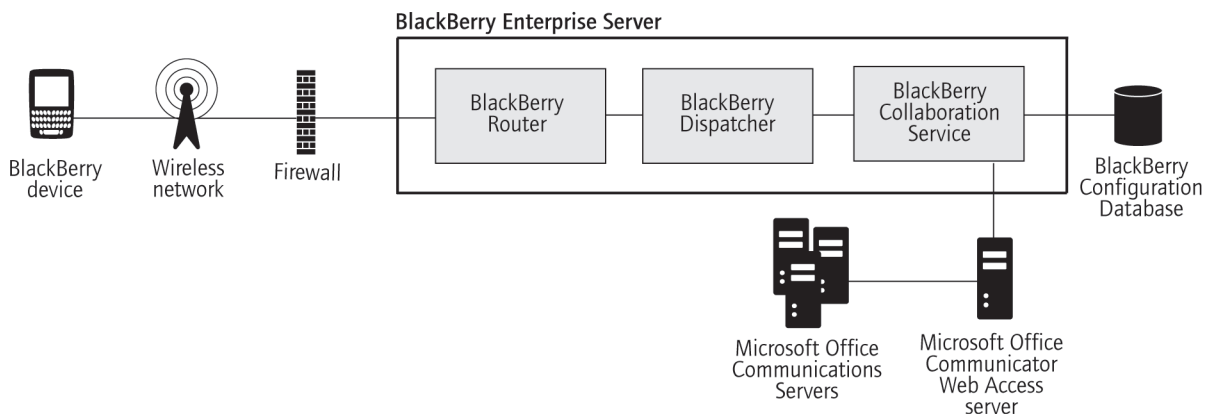 BlackBerry Enterprise Server
BlackBerry
Router
BlackBerry
Dispatcher
BlackBerry
Collaboration
Service
BlackBerry
device
Wireless
network
Firewall
BlackBerry
Configuration
Database
Microsoft Office
Communications
Servers
Microsoft Office
Communicator
Web Access
server